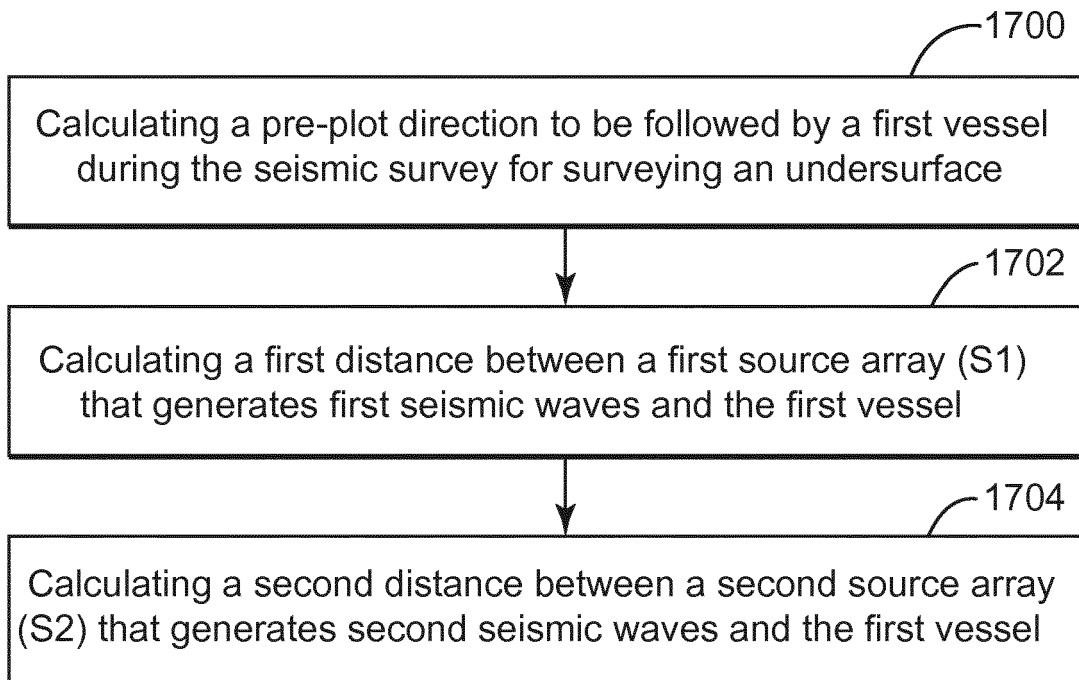 1700
Calculating a pre-plot direction to be followed by a first vessel
during the seismic survey for surveying an undersurface
1702
Calculating a first distance between a first source array (S1)
that generates first seismic waves and the first vessel
1704
Calculating a second distance between a second source array
(S2) that generates second seismic waves and the first vessel